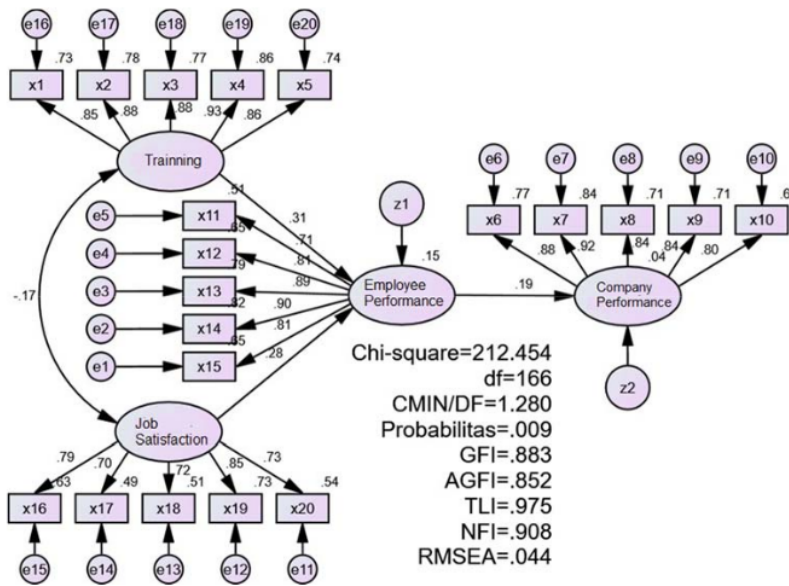 e16 e17 e18 e19 e20
.73 .78 .77 .86 .74
x1 x2 x3 x4 x5
.85 .88 .88 .93 .86
Trainning
e6 e7 e8 e9 e10
.77 .84 .71 .71 .6
x6 x7 x8 x9 x10
.88 .92 .84 .84 .80
.04
.51 .31
e5 x11 .71
.65
e4 x12 .81
.79
e3 x13 .89
.82
e2 x14 .90
.65
e1 x15 .81
.28
z1
.15
Employee
Performance
.19
Company
Performance
z2
-.17
Job
Satisfaction
.79 .70 .72 .85 .73
.63 .49 .51 .73 .54
x16 x17 x18 x19 x20
e15 e14 e13 e12 e11
Chi-square=212.454
df=166
CMIN/DF=1.280
Probabilitas=.009
GFI=.883
AGFI=.852
TLI=.975
NFI=.908
RMSEA=.044